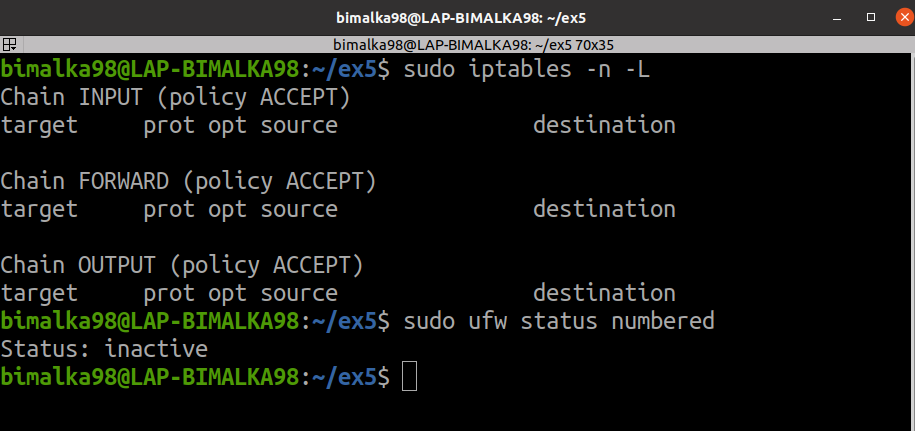 bimalka98@LAP-BIMALKA98: ~/ex5
bimalka98@LAP-BIMALKA98: ~/ex5 70x35
bimalka98@LAP-BIMALKA98:~/ex5$ sudo iptables -n -L
Chain INPUT (policy ACCEPT)
target     prot opt source               destination
Chain FORWARD (policy ACCEPT)
target     prot opt source               destination
Chain OUTPUT (policy ACCEPT)
target     prot opt source               destination
bimalka98@LAP-BIMALKA98:~/ex5$ sudo ufw status numbered
Status: inactive
bimalka98@LAP-BIMALKA98:~/ex5$